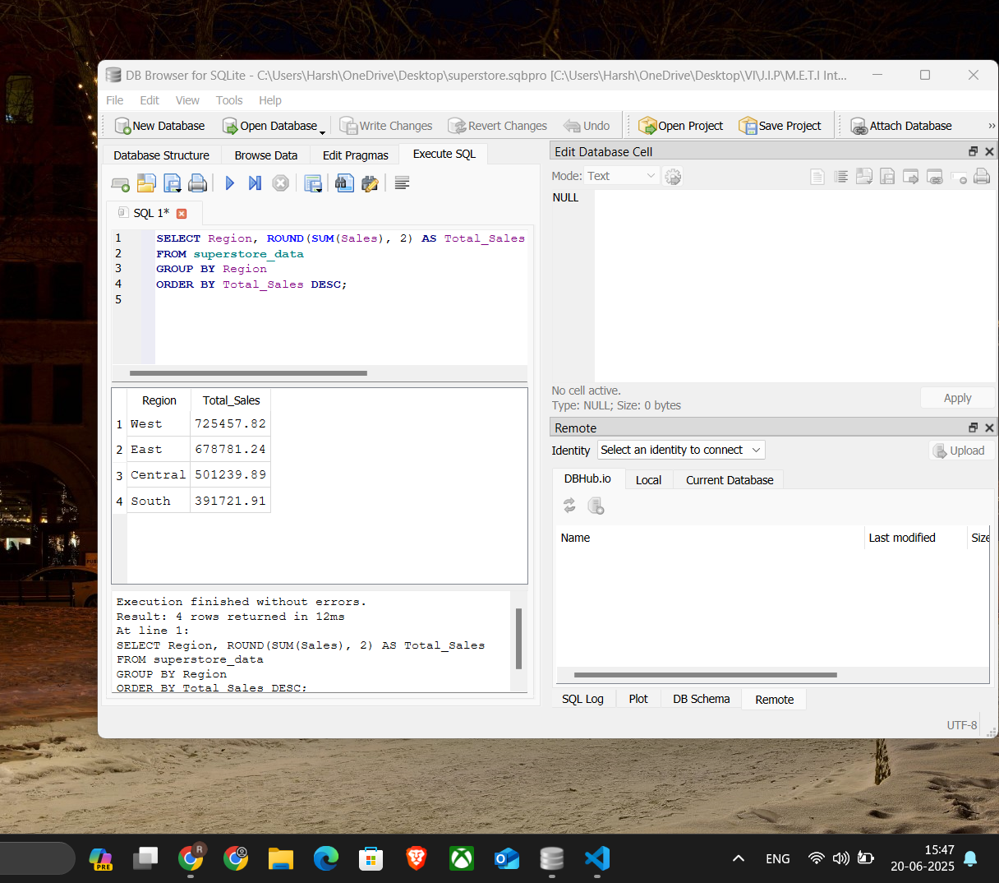 DB Browser for SQLite - C:\Users\Harsh\OneDrive\Desktop\superstore.sqbpro [C:\Users\Harsh\OneDrive\Desktop\VI\J.I.P\M.E.T.I Int...
File Edit View Tools Help
New Database Open Database Write Changes Revert Changes Undo Open Project Save Project Attach Database »
Database Structure Browse Data Edit Pragmas Execute SQL
SQL 1*
1 SELECT Region, ROUND(SUM(Sales), 2) AS Total_Sales
2 FROM superstore_data
3 GROUP BY Region
4 ORDER BY Total_Sales DESC;
5
Region Total_Sales
1 West 725457.82
2 East 678781.24
3 Central 501239.89
4 South 391721.91
Execution finished without errors.
Result: 4 rows returned in 12ms
At line 1:
SELECT Region, ROUND(SUM(Sales), 2) AS Total_Sales
FROM superstore_data
GROUP BY Region
ORDER BY Total_Sales DESC;
Edit Database Cell
Mode: Text
NULL
No cell active.
Type: NULL; Size: 0 bytes
Apply
Remote
Identity Select an identity to connect Upload
DBHub.io Local Current Database
Name Last modified Size
SQL Log Plot DB Schema Remote
UTF-8
PRE
R
ENG
15:47
20-06-2025